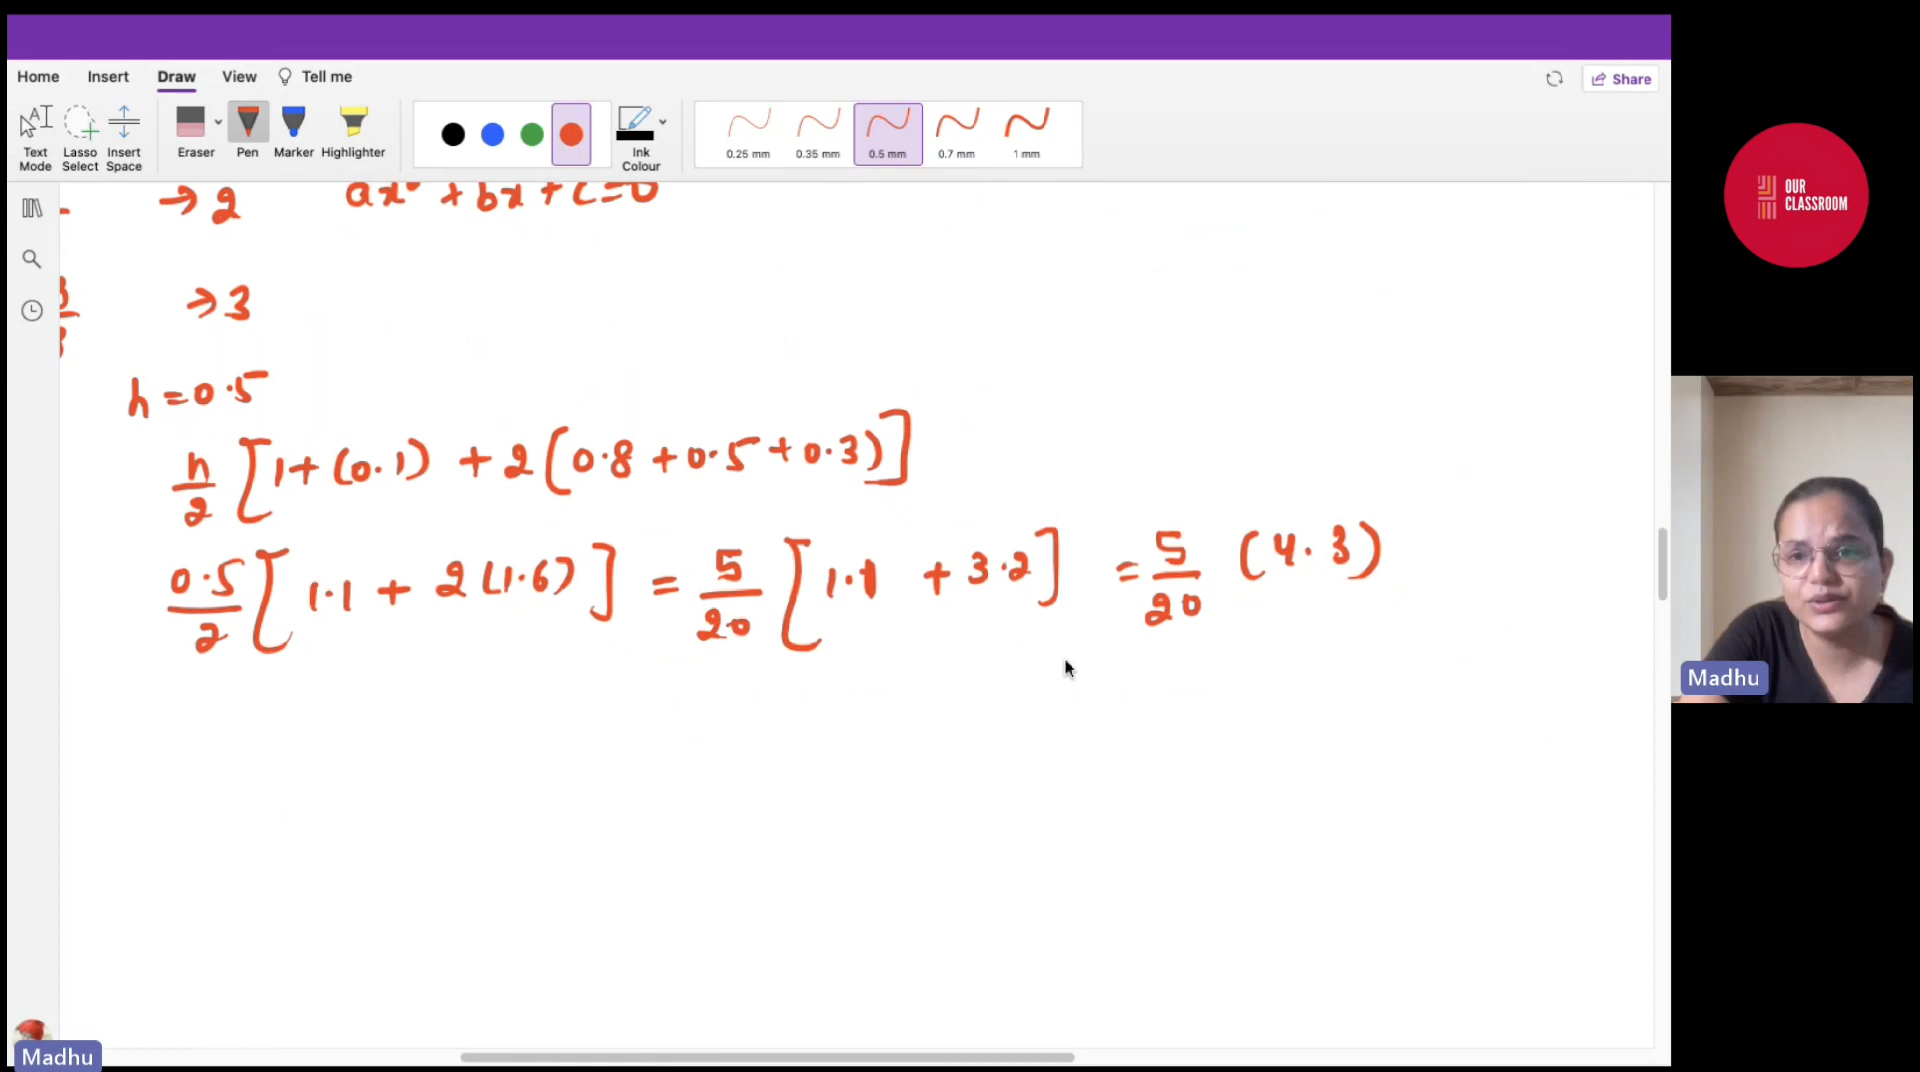 Home Insert Draw View Tell me
Share
Text Mode
Lasso Select
Insert Space
Eraser
Pen
Marker
Highlighter
Ink Colour
0.25 mm
0.35 mm
0.5 mm
0.7 mm
1 mm
OUR CLASSROOM
→ 2 ax² + bx + c = 0
→ 3
h = 0.5
h/2 [1 + (0.1) + 2 (0.8 + 0.5 + 0.3)]
0.5/2 [1.1 + 2(1.6)] = 5/20 [1.1 + 3.2] = 5/20 (4.3)
Madhu
Madhu